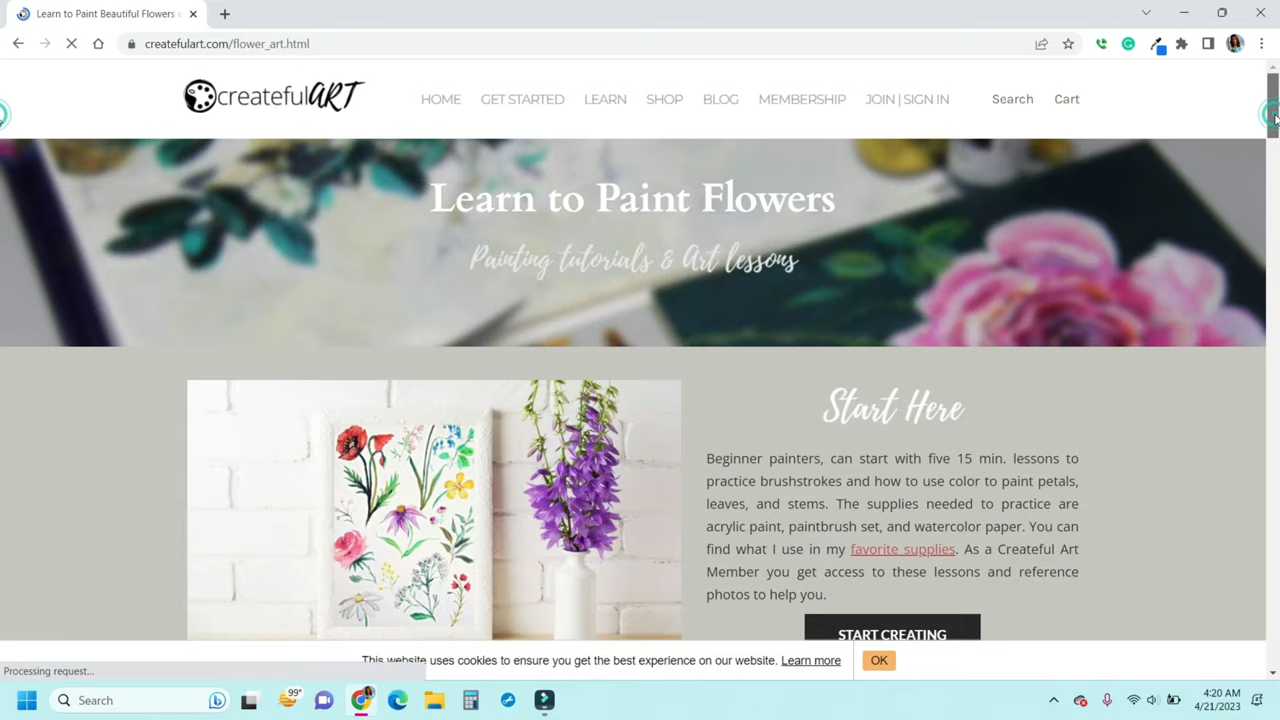 Learn to Paint Beautiful Flowers
createfulart.com/flower_art.html
createfulART
HOME GET STARTED LEARN SHOP BLOG MEMBERSHIP JOIN | SIGN IN Search Cart
Learn to Paint Flowers
Painting tutorials & Art lessons
Start Here
Beginner painters, can start with five 15 min. lessons to
practice brushstrokes and how to use color to paint petals,
leaves, and stems. The supplies needed to practice are
acrylic paint, paintbrush set, and watercolor paper. You can
find what I use in my favorite supplies. As a Createful Art
Member you get access to these lessons and reference
photos to help you.
START CREATING
This website uses cookies to ensure you get the best experience on our website. Learn more OK
Processing request...
Search
99°
4:20 AM
4/21/2023